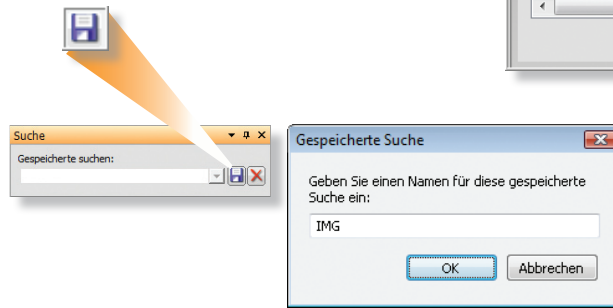 Suche
Gespeicherte suchen:
Gespeicherte Suche
Geben Sie einen Namen für diese gespeicherte
Suche ein:
IMG
OK
Abbrechen